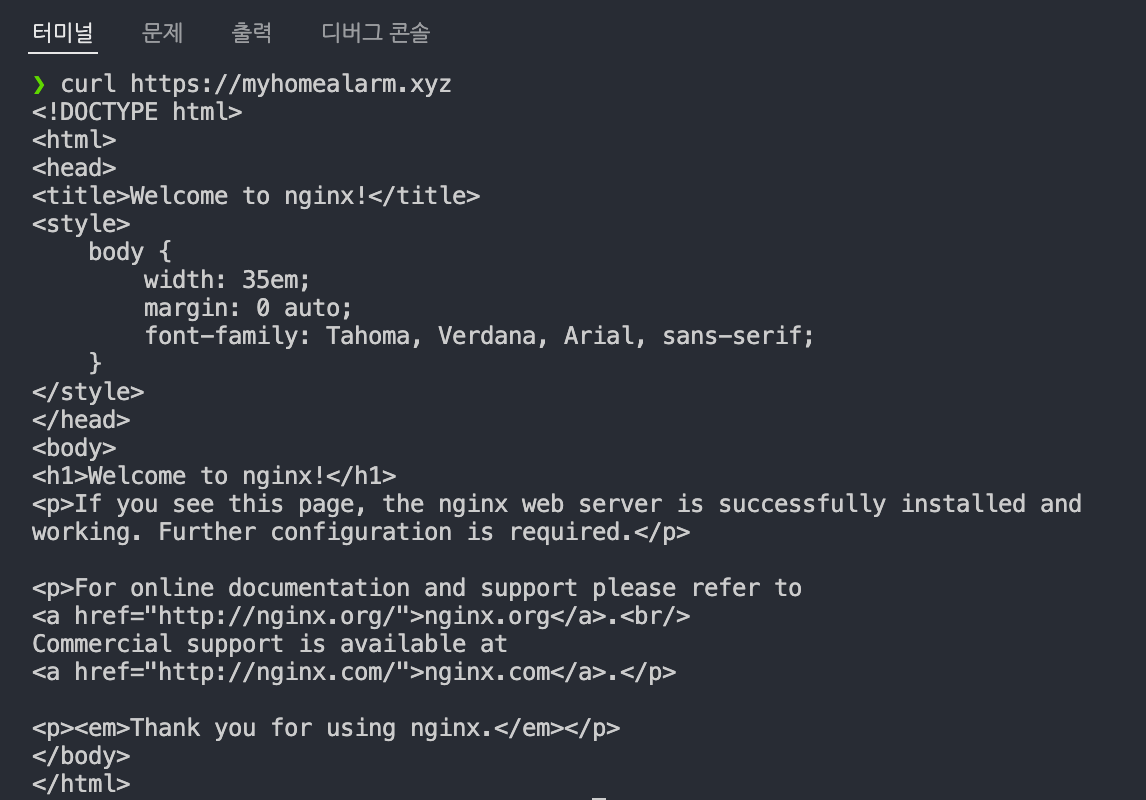 터미널 문제 출력 디버그 콘솔
❯ curl https://myhomealarm.xyz
<!DOCTYPE html>
<html>
<head>
<title>Welcome to nginx!</title>
<style>
    body {
        width: 35em;
        margin: 0 auto;
        font-family: Tahoma, Verdana, Arial, sans-serif;
    }
</style>
</head>
<body>
<h1>Welcome to nginx!</h1>
<p>If you see this page, the nginx web server is successfully installed and
working. Further configuration is required.</p>

<p>For online documentation and support please refer to
<a href="http://nginx.org/">nginx.org</a>.<br/>
Commercial support is available at
<a href="http://nginx.com/">nginx.com</a>.</p>

<p><em>Thank you for using nginx.</em></p>
</body>
</html>